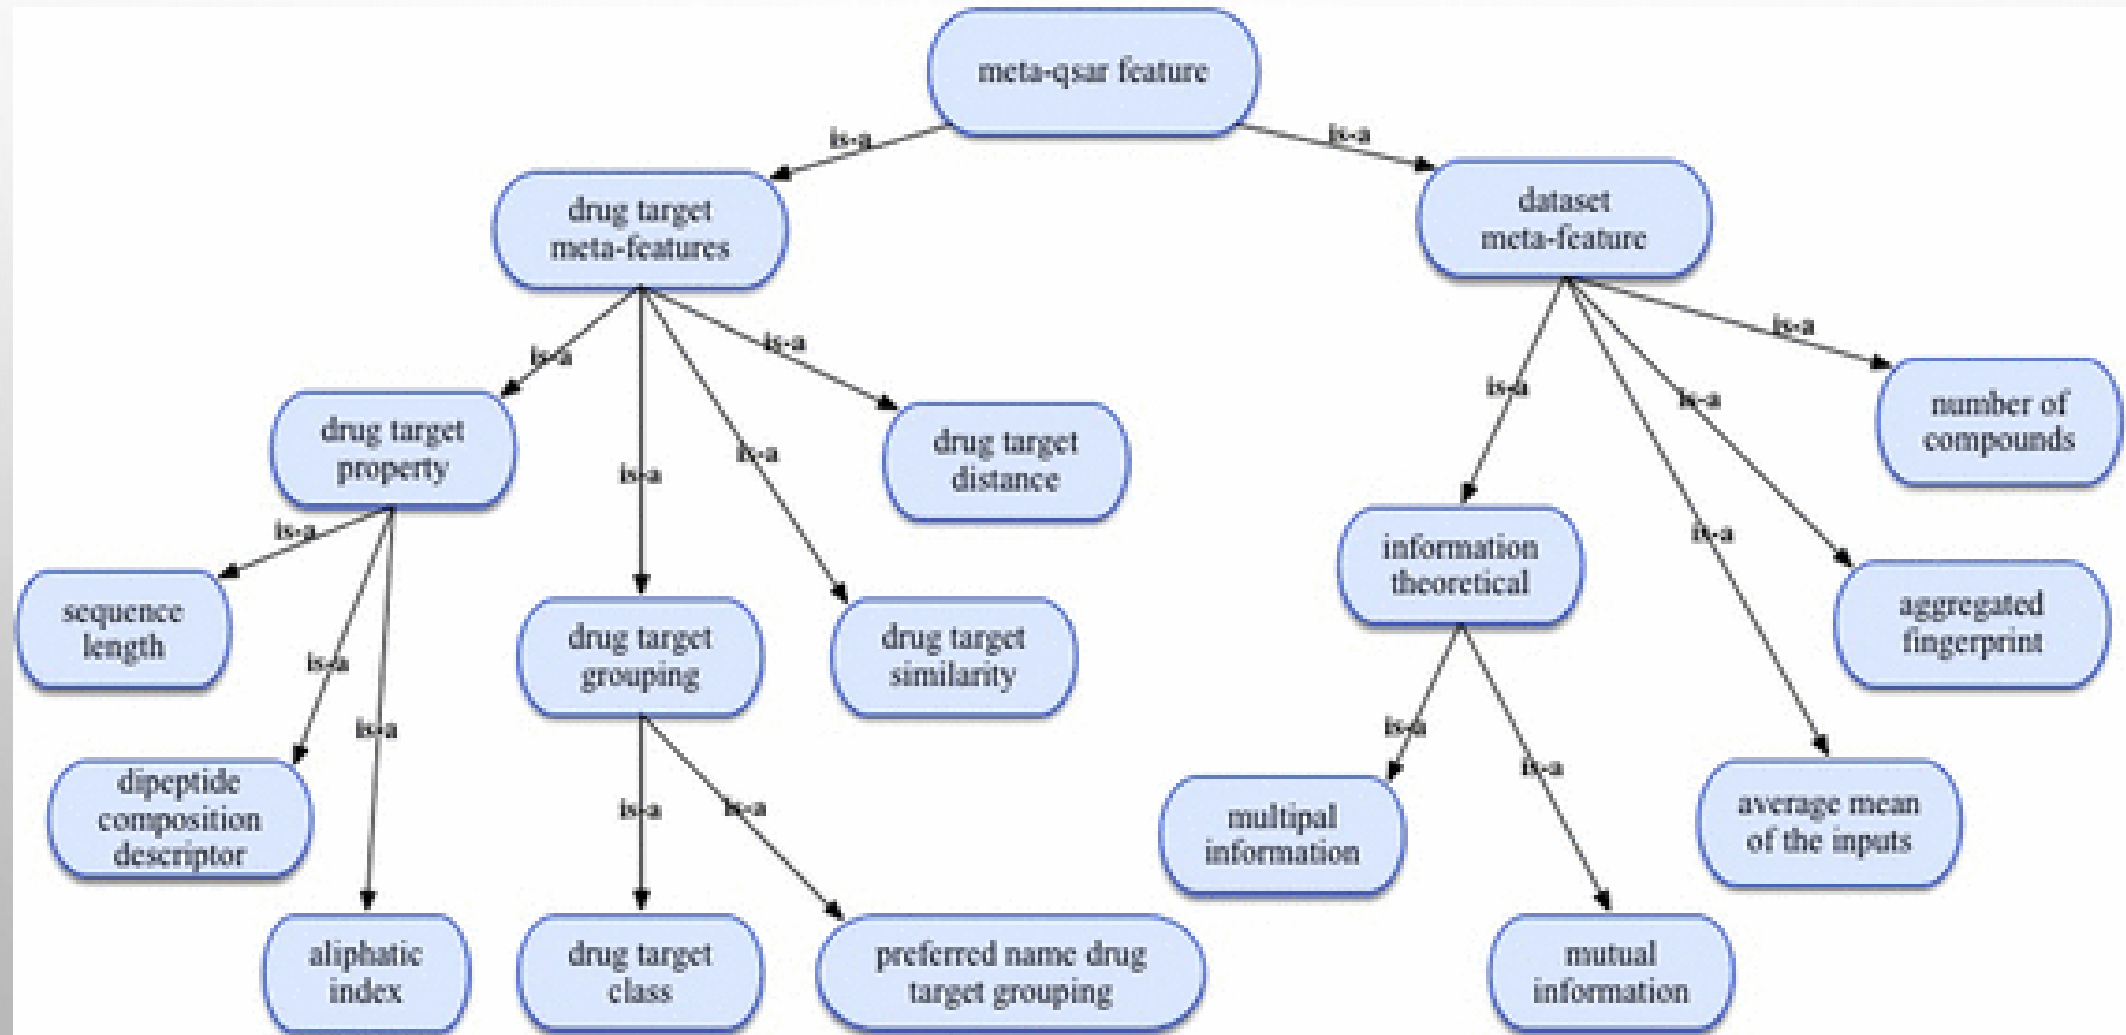 meta-qsar feature
is-a
is-a
drug target
meta-features
dataset
meta-feature
is-a
is-a
is-a
is-a
is-a
is-a
is-a
is-a
drug target
property
drug target
distance
number of
compounds
is-a
information
theoretical
aggregated
fingerprint
sequence
length
drug target
grouping
drug target
similarity
is-a
is-a
is-a
is-a
is-a
is-a
dipeptide
composition
descriptor
multipal
information
average mean
of the inputs
aliphatic
index
drug target
class
preferred name drug
target grouping
mutual
information